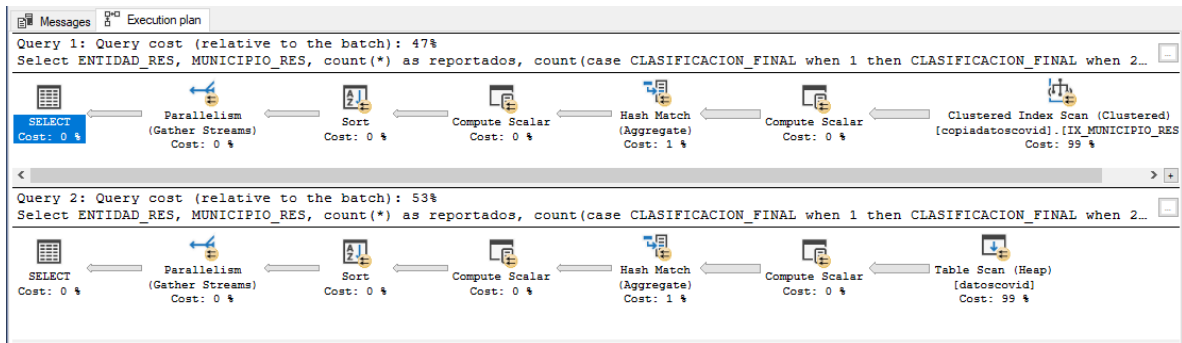 Messages Execution plan
Query 1: Query cost (relative to the batch): 47%
Select ENTIDAD_RES, MUNICIPIO_RES, count(*) as reportados, count(case CLASIFICACION_FINAL when 1 then CLASIFICACION_FINAL when 2…
SELECT
Cost: 0 %
Parallelism
(Gather Streams)
Cost: 0 %
Sort
Cost: 0 %
Compute Scalar
Cost: 0 %
Hash Match
(Aggregate)
Cost: 1 %
Compute Scalar
Cost: 0 %
Clustered Index Scan (Clustered)
[copiadatoscovid].[IX_MUNICIPIO_RES
Cost: 99 %
Query 2: Query cost (relative to the batch): 53%
Select ENTIDAD_RES, MUNICIPIO_RES, count(*) as reportados, count(case CLASIFICACION_FINAL when 1 then CLASIFICACION_FINAL when 2…
SELECT
Cost: 0 %
Parallelism
(Gather Streams)
Cost: 0 %
Sort
Cost: 0 %
Compute Scalar
Cost: 0 %
Hash Match
(Aggregate)
Cost: 1 %
Compute Scalar
Cost: 0 %
Table Scan (Heap)
[datoscovid]
Cost: 99 %